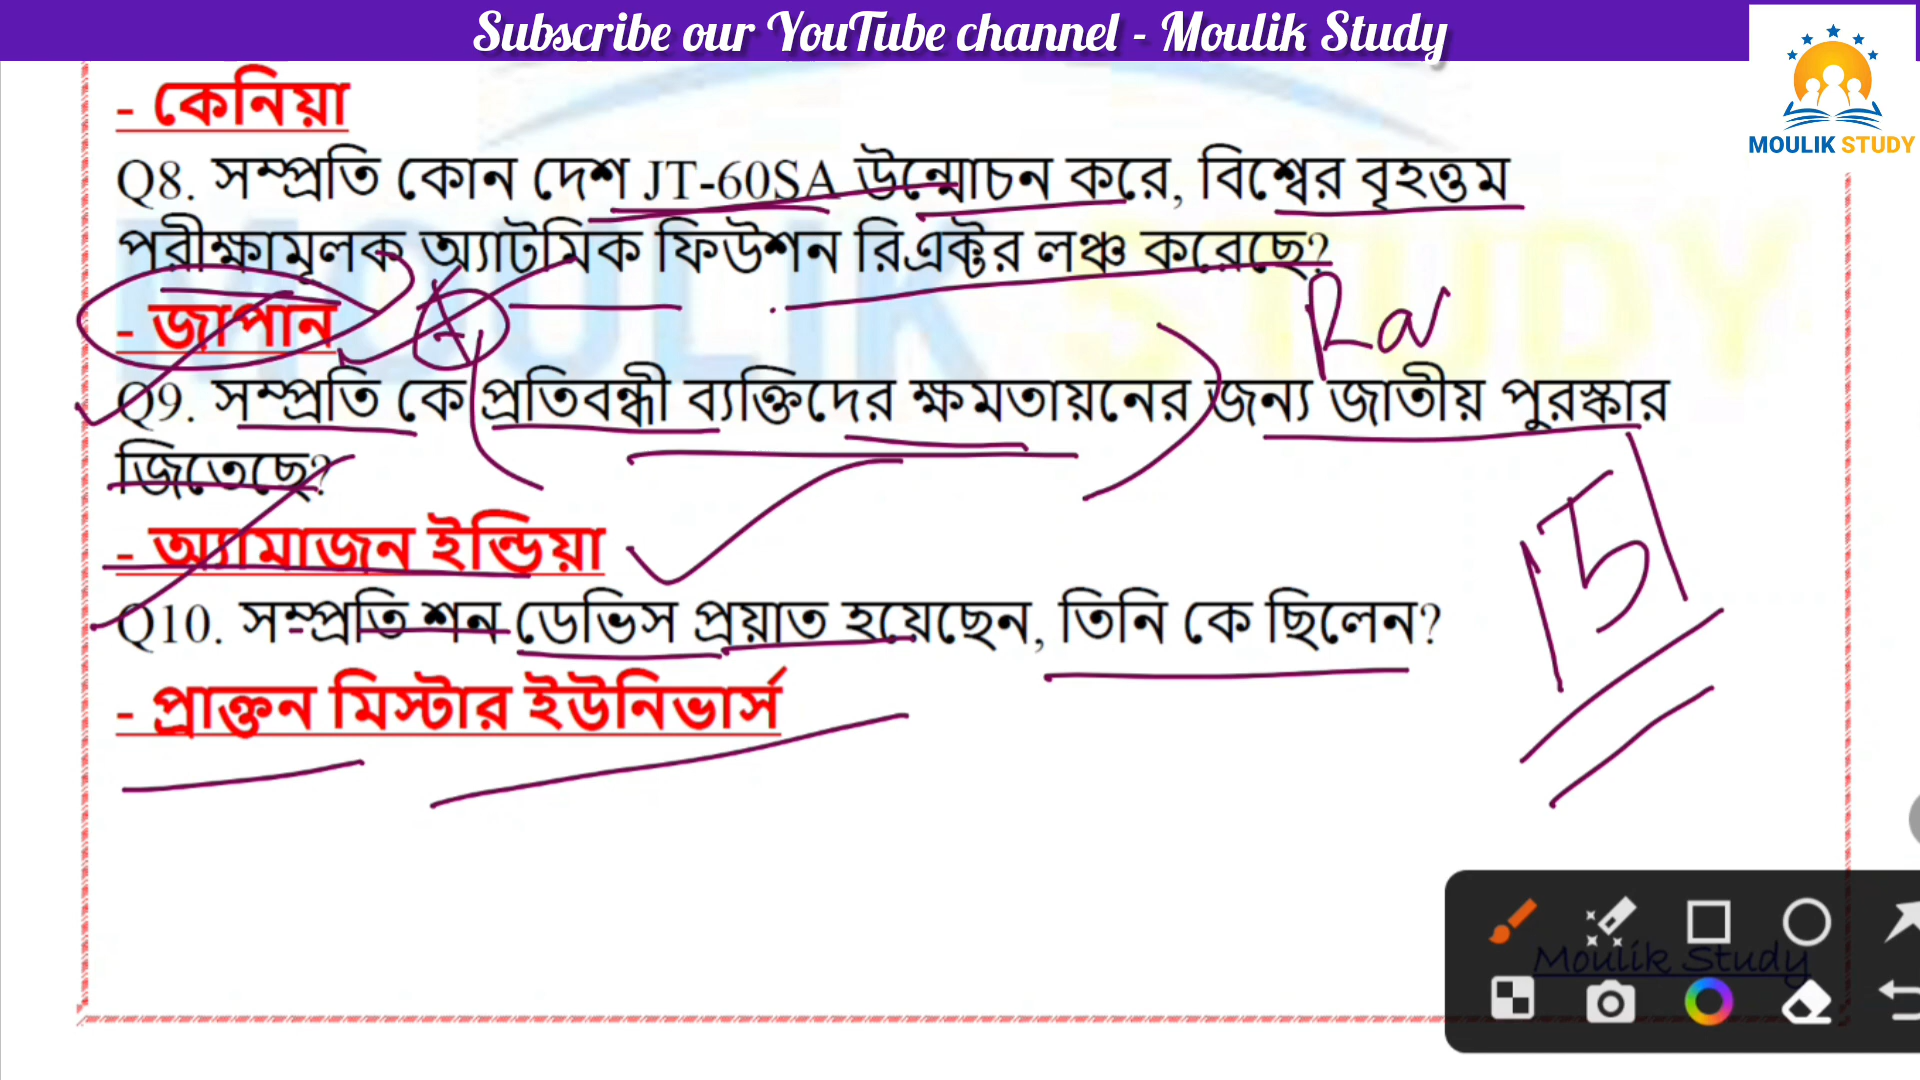 Subscribe our YouTube channel - Moulik Study
MOULIK STUDY
- কেনিয়া
Q8. সম্প্রতি কোন দেশ JT-60SA উন্মোচন করে, বিশ্বের বৃহত্তম
পরীক্ষামূলক অ্যাটমিক ফিউশন রিএক্টর লঞ্চ করেছে?
- জাপান
Q9. সম্প্রতি কে প্রতিবন্ধী ব্যক্তিদের ক্ষমতায়নের জন্য জাতীয় পুরস্কার
জিতেছে?
- অ্যামাজন ইন্ডিয়া
Q10. সম্প্রতি শন ডেভিস প্রয়াত হয়েছেন, তিনি কে ছিলেন?
- প্রাক্তন মিস্টার ইউনিভার্স
MOULIK STUDY
Moulik Study